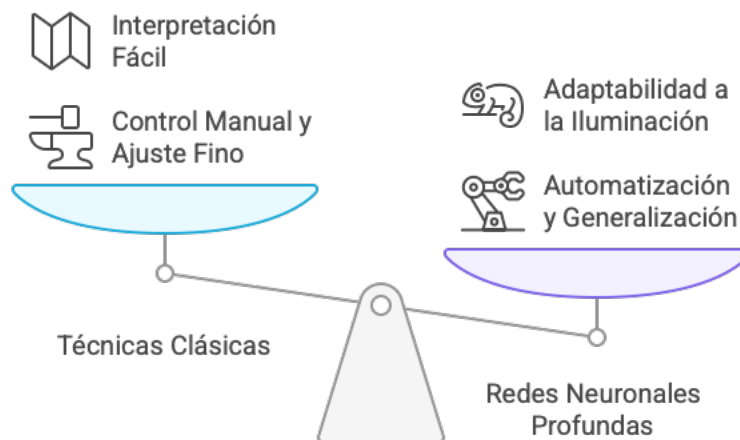 Interpretación
Fácil
Control Manual y
Ajuste Fino
Adaptabilidad a
la Iluminación
Automatización
y Generalización
Técnicas Clásicas
Redes Neuronales
Profundas